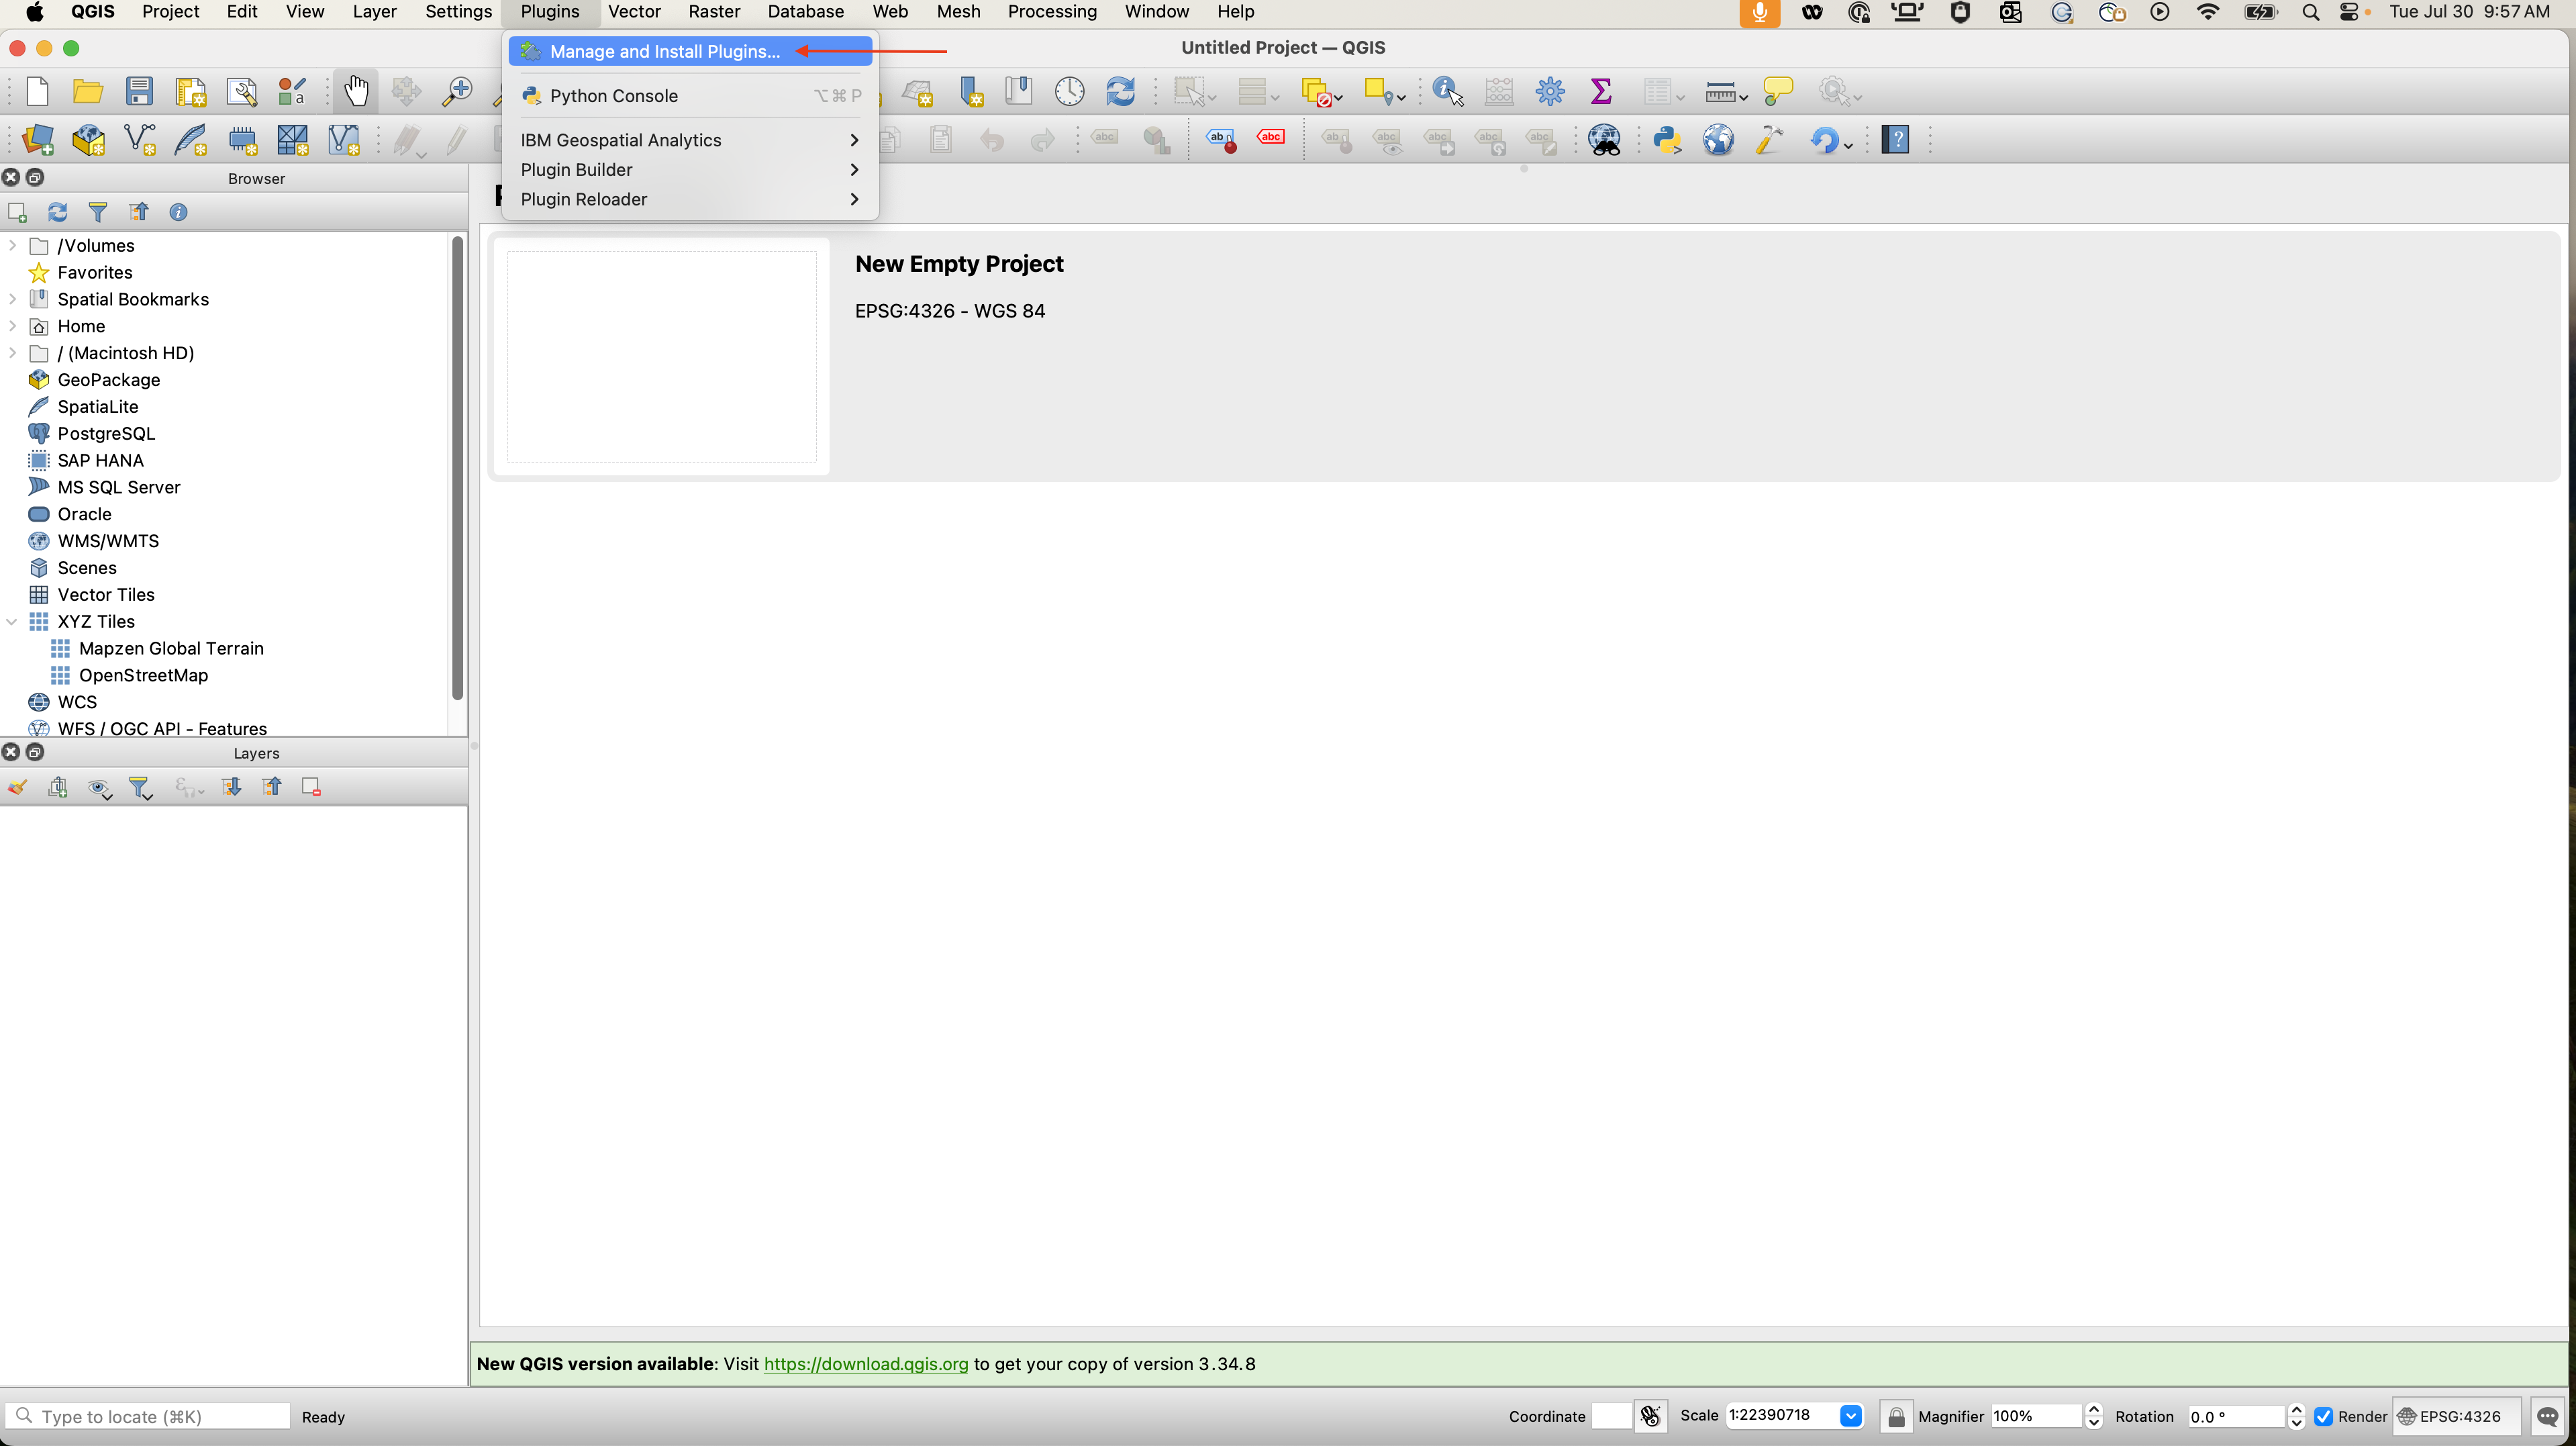 QGIS Project Edit View Layer Settings Plugins Vector Raster Database Web Mesh Processing Window Help Tue Jul 30 9:57 AM
Untitled Project — QGIS
Manage and Install Plugins...
Python Console ⌥⌘P
IBM Geospatial Analytics
Plugin Builder
Plugin Reloader
Browser
/Volumes
Favorites
Spatial Bookmarks
Home
/ (Macintosh HD)
GeoPackage
SpatiaLite
PostgreSQL
SAP HANA
MS SQL Server
Oracle
WMS/WMTS
Scenes
Vector Tiles
XYZ Tiles
Mapzen Global Terrain
OpenStreetMap
WCS
WFS / OGC API - Features
Layers
New Empty Project
EPSG:4326 - WGS 84
New QGIS version available: Visit https://download.qgis.org to get your copy of version 3.34.8
Type to locate (⌘K) Ready Coordinate Scale 1:22390718 Magnifier 100% Rotation 0.0 ° Render EPSG:4326